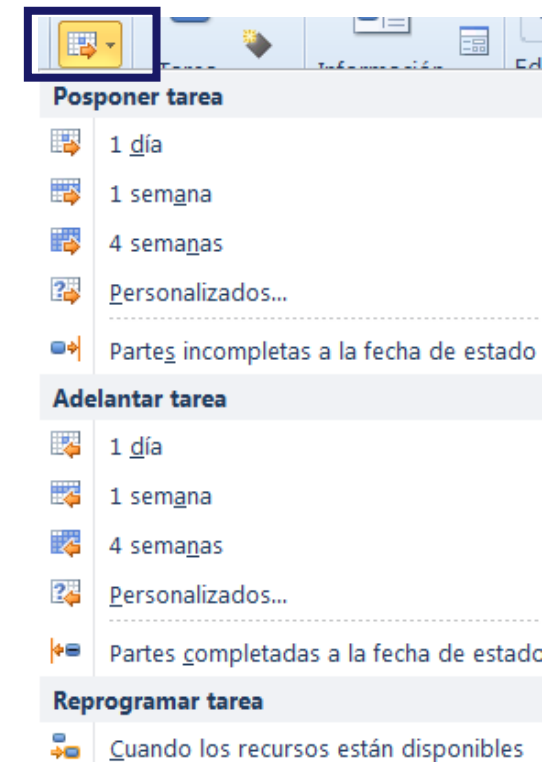 Posponer tarea
1 día
1 semana
4 semanas
Personalizados...
Partes incompletas a la fecha de estado
Adelantar tarea
1 día
1 semana
4 semanas
Personalizados...
Partes completadas a la fecha de estado
Reprogramar tarea
Cuando los recursos están disponibles